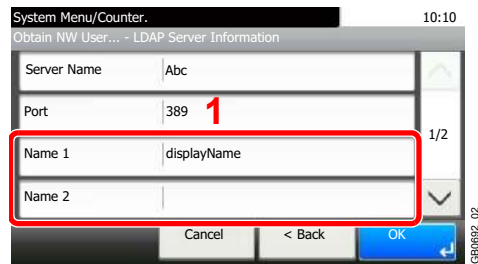 System Menu/Counter. 10:10
Obtain NW User... - LDAP Server Information
Server Name Abc
Port 389 1
1/2
Name 1 displayName
Name 2
Cancel < Back OK
GB0692_02